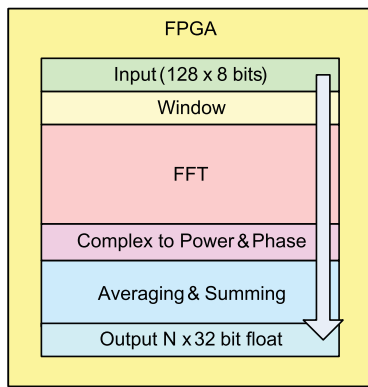 FPGA
Input (128 x 8 bits)
Window
FFT
Complex to Power & Phase
Averaging & Summing
Output N x 32 bit float